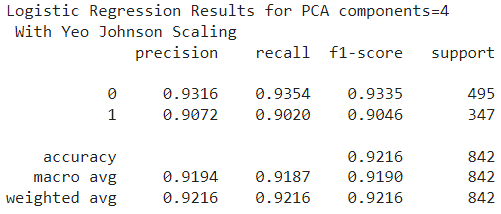 Logistic Regression Results for PCA components=4
With Yeo Johnson Scaling
precision recall f1-score support
0 0.9316 0.9354 0.9335 495
1 0.9072 0.9020 0.9046 347
accuracy 0.9216 842
macro avg 0.9194 0.9187 0.9190 842
weighted avg 0.9216 0.9216 0.9216 842